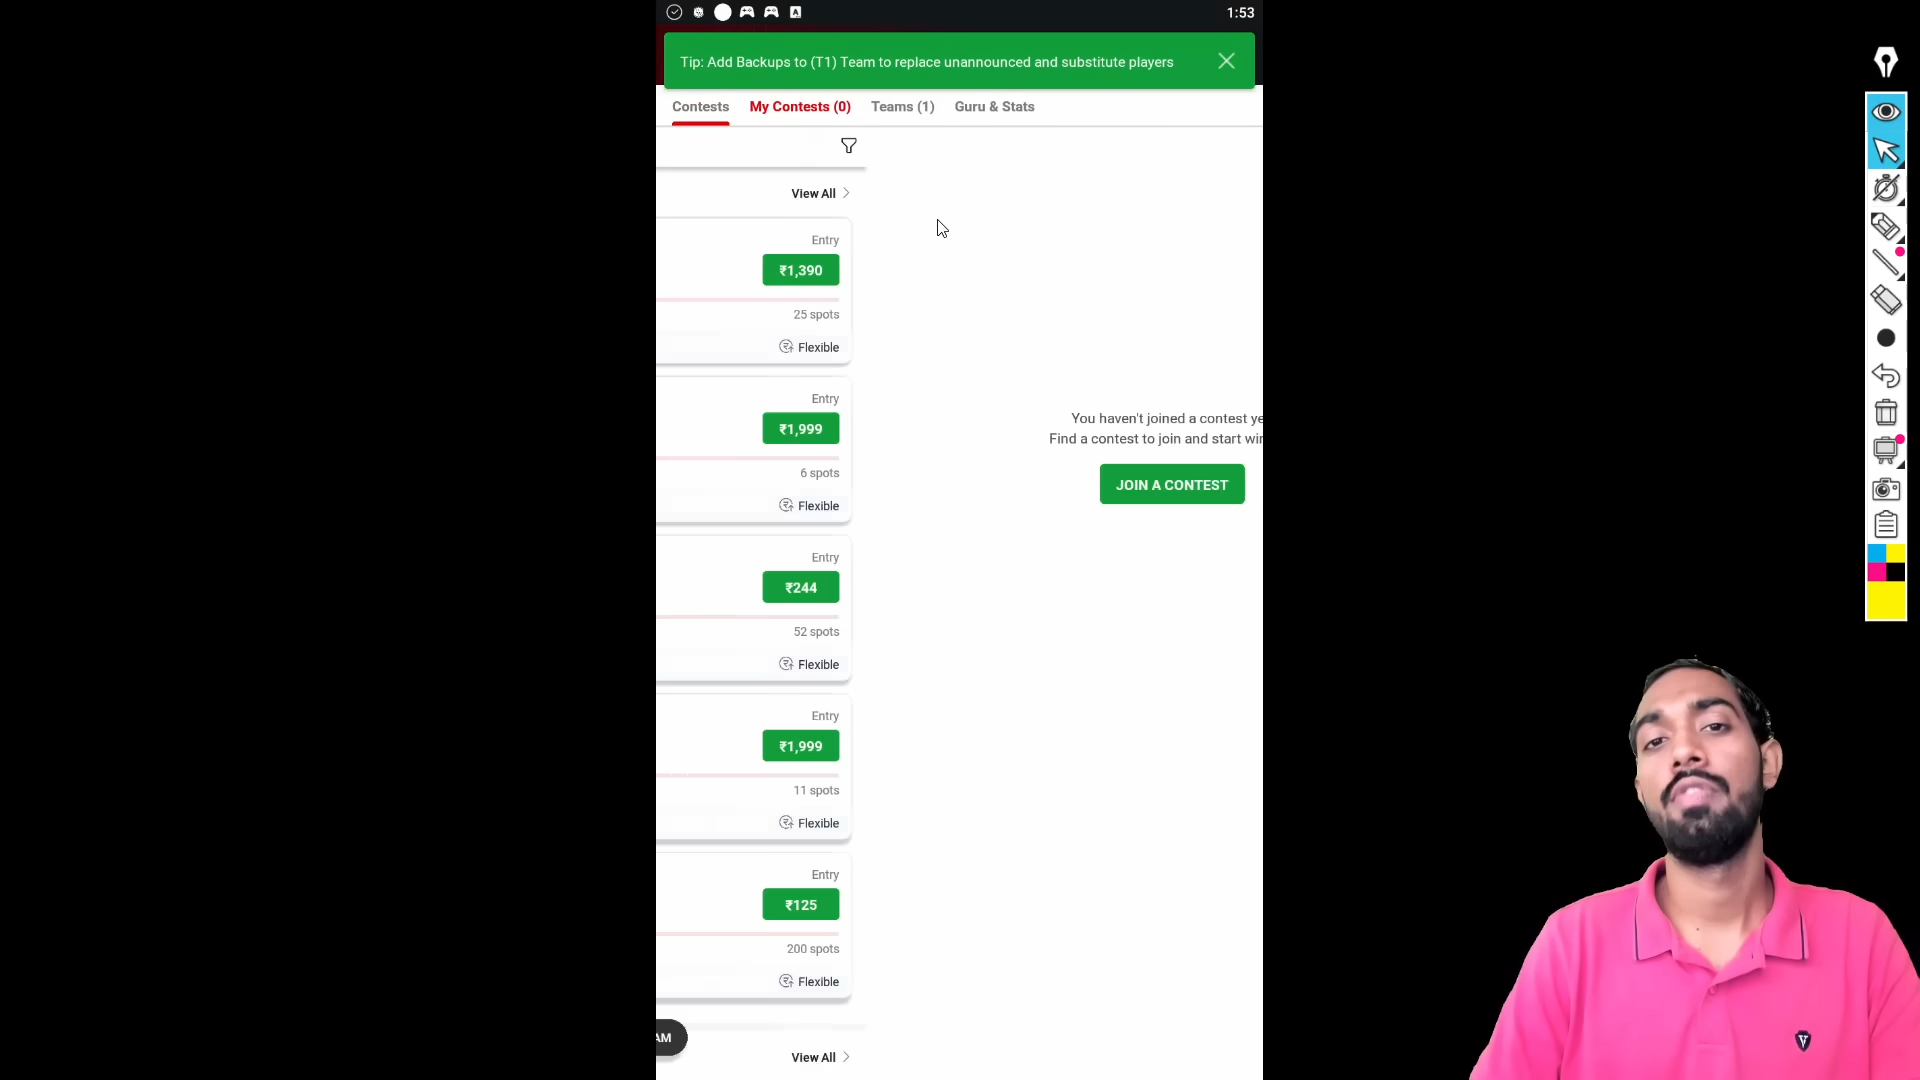 1:53
Tip: Add Backups to (T1) Team to replace unannounced and substitute players
Contests My Contests (0) Teams (1) Guru & Stats
View All
Entry
₹1,390
25 spots
Flexible
Entry
₹1,999
6 spots
Flexible
You haven't joined a contest ye
Find a contest to join and start wir
JOIN A CONTEST
Entry
₹244
52 spots
Flexible
Entry
₹1,999
11 spots
Flexible
Entry
₹125
200 spots
Flexible
AM
View All